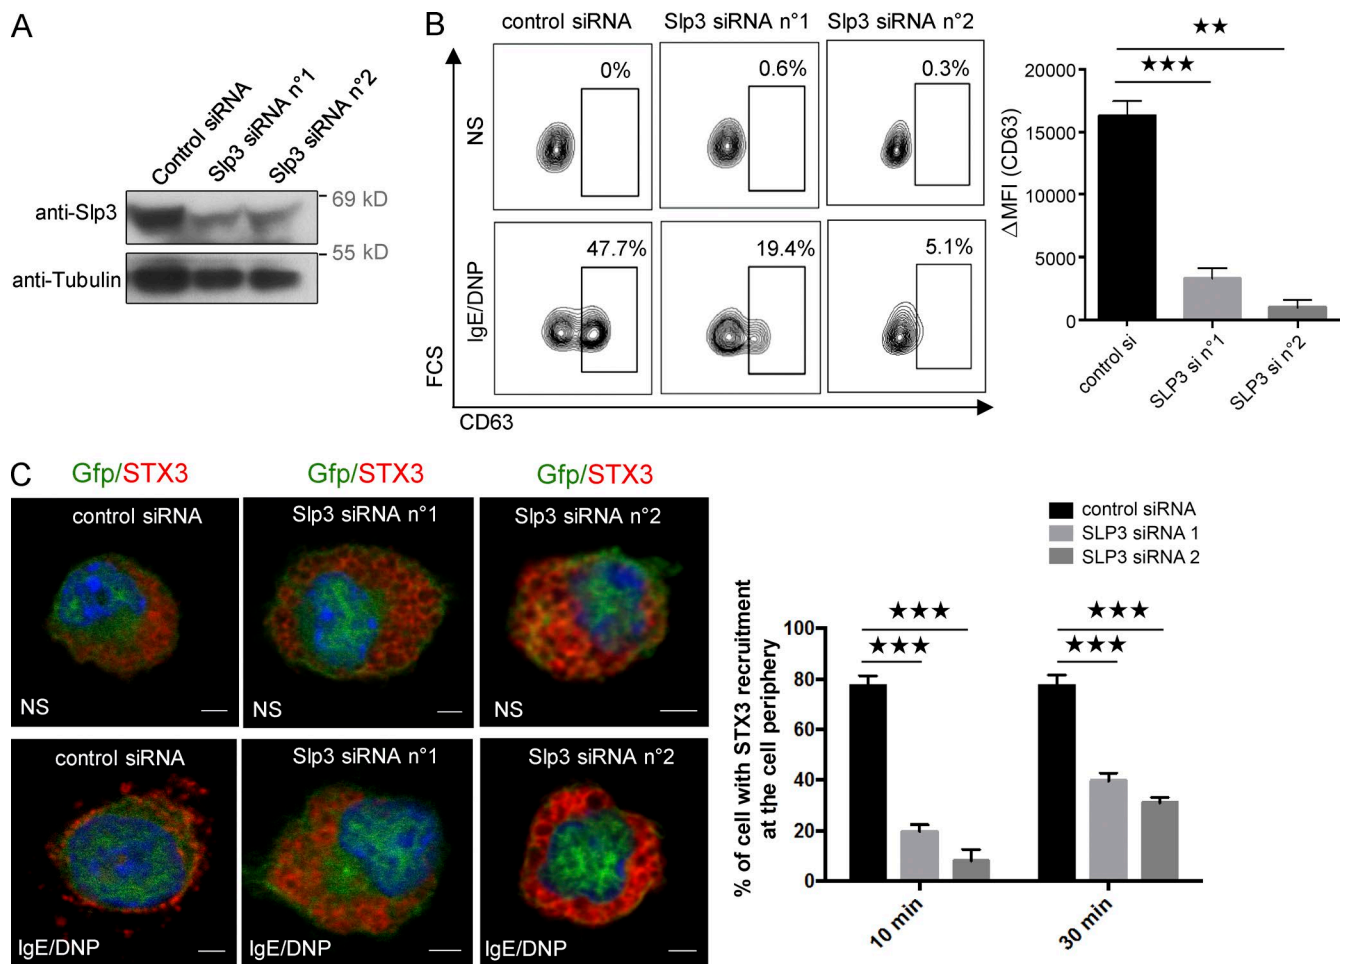 A
Control siRNA
Slp3 siRNA n°1
Slp3 siRNA n°2
anti-Slp3
69 kD
55 kD
anti-Tubulin
B
control siRNA
Slp3 siRNA n°1
Slp3 siRNA n°2
NS
0%
0.6%
0.3%
IgE/DNP
47.7%
19.4%
5.1%
FCS
CD63
★★
★★★
△MFI (CD63)
20000
15000
10000
5000
0
control si
SLP3 si n°1
SLP3 si n°2
C
Gfp/STX3
Gfp/STX3
Gfp/STX3
control siRNA
Slp3 siRNA n°1
Slp3 siRNA n°2
NS
NS
NS
control siRNA
Slp3 siRNA n°1
Slp3 siRNA n°2
IgE/DNP
IgE/DNP
IgE/DNP
control siRNA
SLP3 siRNA 1
SLP3 siRNA 2
% of cell with STX3 recruitment
at the cell periphery
★★★
★★★
★★★
★★★
100
80
60
40
20
0
10 min
30 min